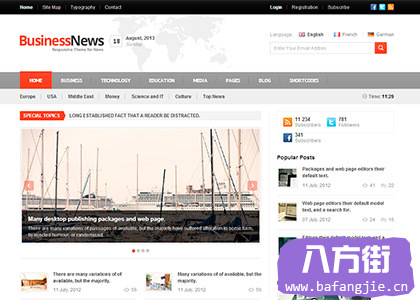 Home Site Map Typography Contact
Login Registration Subscribe
BusinessNews
Responsive Theme for News
18 August, 2013
Sunday
Language: English French German
Enter Your Email Address
HOME BUSINESS TECHNOLOGY EDUCATION MEDIA PAGES BLOG SHORTCODES
Europe USA Middle East Money Science and IT Culture Top News
Time: 11:29
SPECIAL TOPICS LONG ESTABLISHED FACT THAT A READER BE DISTRACTED.
11 234
Subscribers
781
Followers
341
Subscribers
Many desktop publishing packages and web page.
There are many variations of passages of available, but the majority have suffered alteration in some form,
by injected humour, or randomised.
Popular Posts
Packages and web page editors their default text.
11 July, 2012 41 22
Web page editors their default model text, and a search for.
11 July, 2012 24
There are many variations of of available, but the majority.
11 July, 2012
Many variations of of available, but the majority.
11 July, 2012
八方街
www.bafangjie.cn